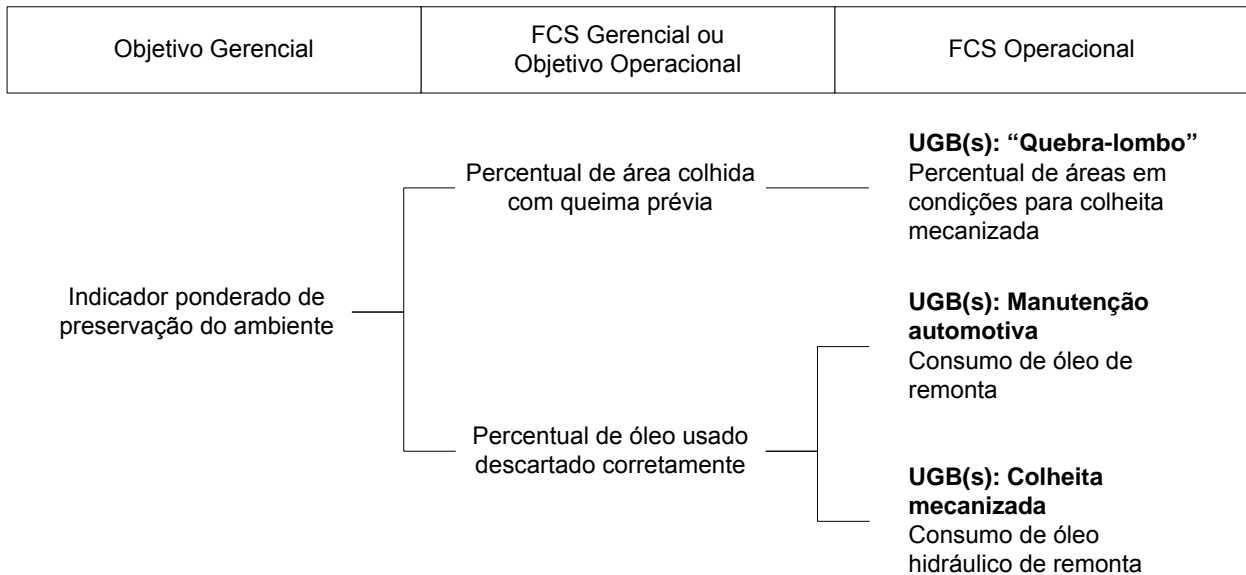 Objetivo Gerencial
FCS Gerencial ou
Objetivo Operacional
FCS Operacional
UGB(s): “Quebra-lombo”
Percentual de áreas em
condições para colheita
mecanizada
Percentual de área colhida
com queima prévia
Indicador ponderado de
preservação do ambiente
UGB(s): Manutenção
automotiva
Consumo de óleo de
remonta
Percentual de óleo usado
descartado corretamente
UGB(s): Colheita
mecanizada
Consumo de óleo
hidráulico de remonta